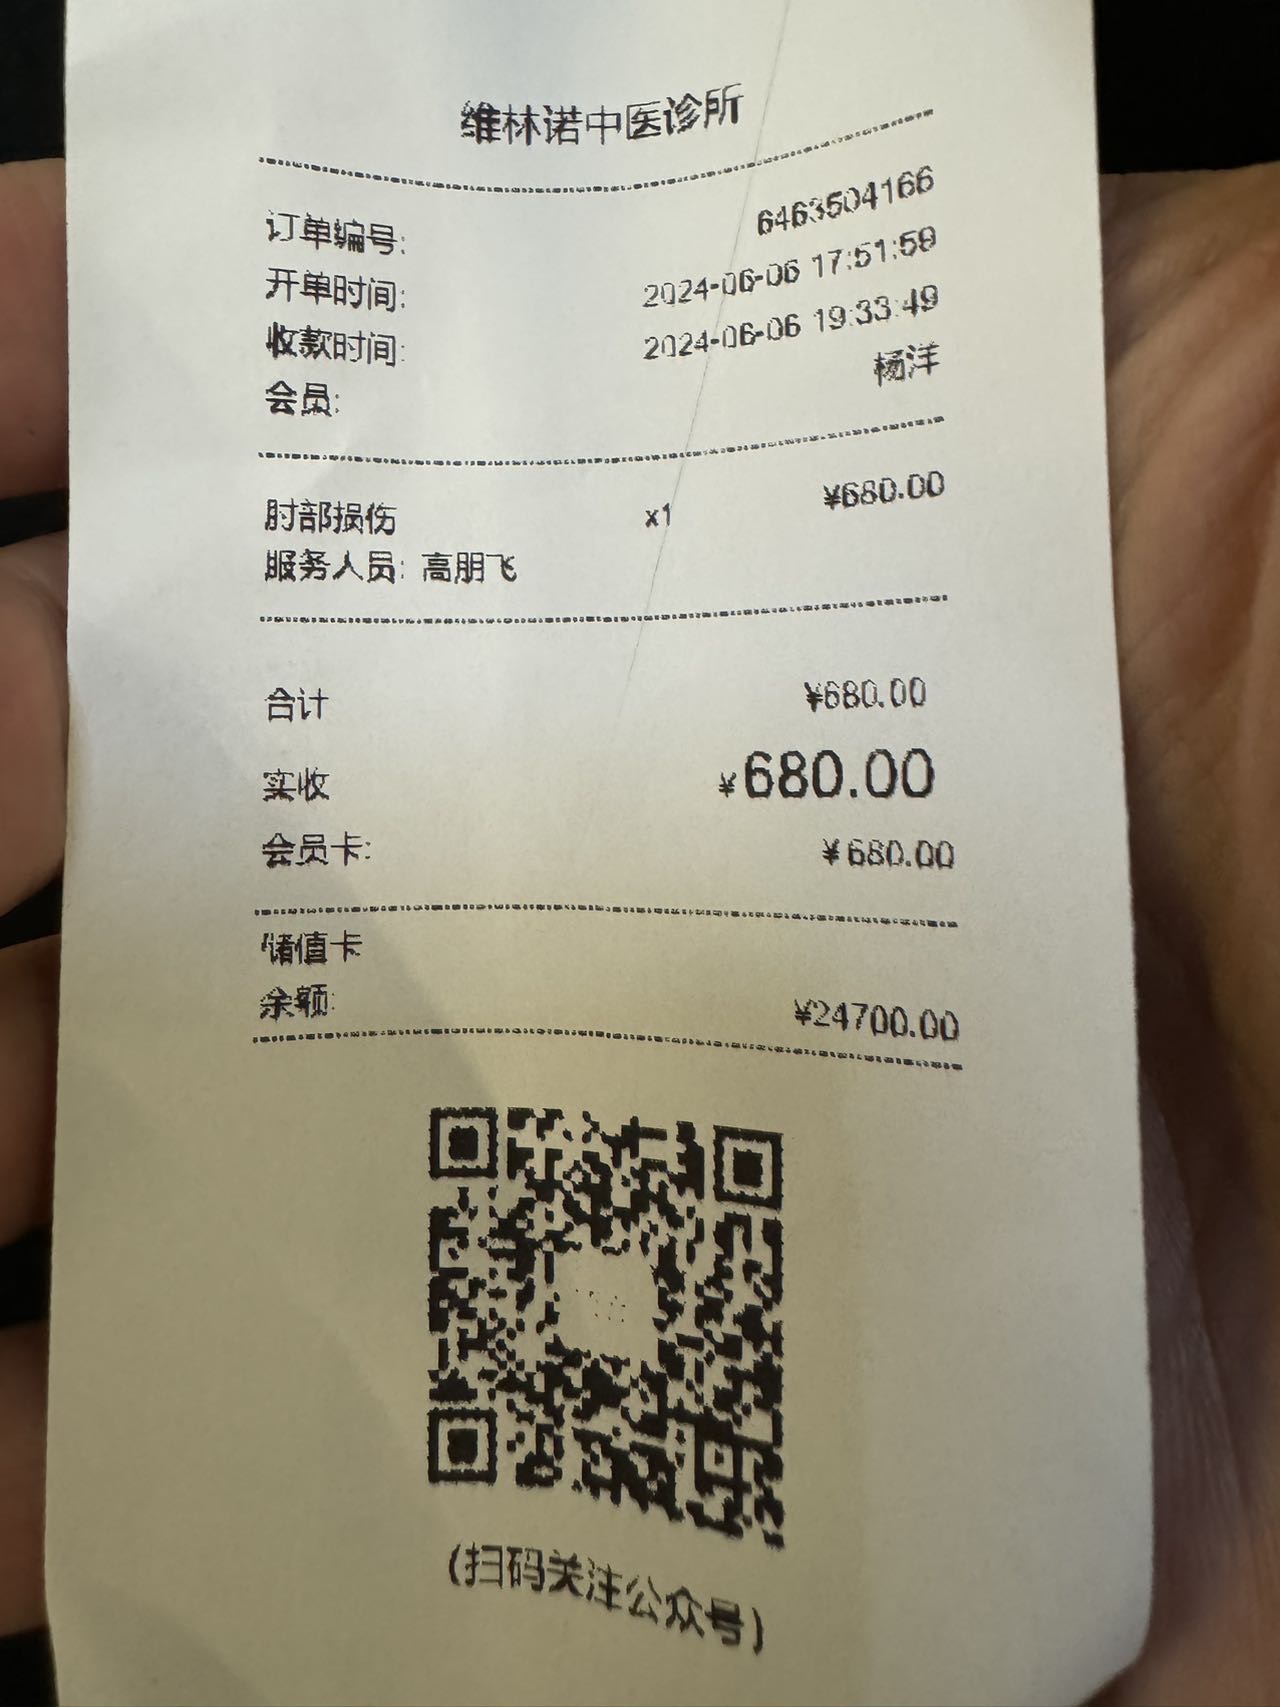 维林诺中医诊所
订单编号: 6463504166
开单时间: 2024-06-06 17:51:59
收款时间: 2024-06-06 19:33:49
会员: 杨洋
肘部损伤 x1 ¥680.00
服务人员: 高朋飞
合计 ¥680.00
实收 ¥680.00
会员卡: ¥680.00
储值卡
余额: ¥24700.00
(扫码关注公众号)